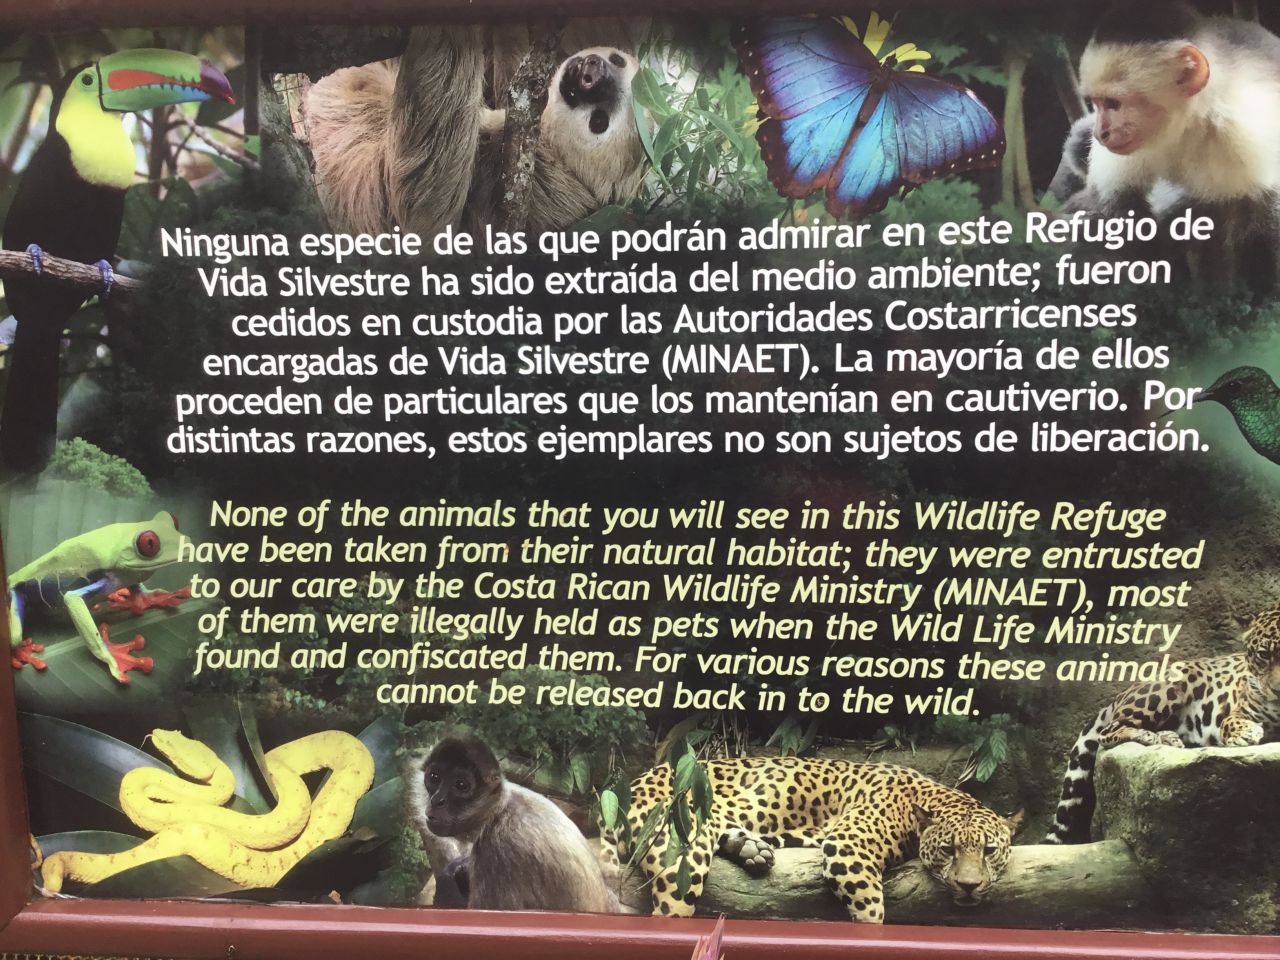 Ninguna especie de las que podrán admirar en este Refugio de
Vida Silvestre ha sido extraída del medio ambiente; fueron
cedidos en custodia por las Autoridades Costarricenses
encargadas de Vida Silvestre (MINAET). La mayoría de ellos
proceden de particulares que los mantenían en cautiverio. Por
distintas razones, estos ejemplares no son sujetos de liberación.
None of the animals that you will see in this Wildlife Refuge
have been taken from their natural habitat; they were entrusted
to our care by the Costa Rican Wildlife Ministry (MINAET), most
of them were illegally held as pets when the Wild Life Ministry
found and confiscated them. For various reasons these animals
cannot be released back in to the wild.